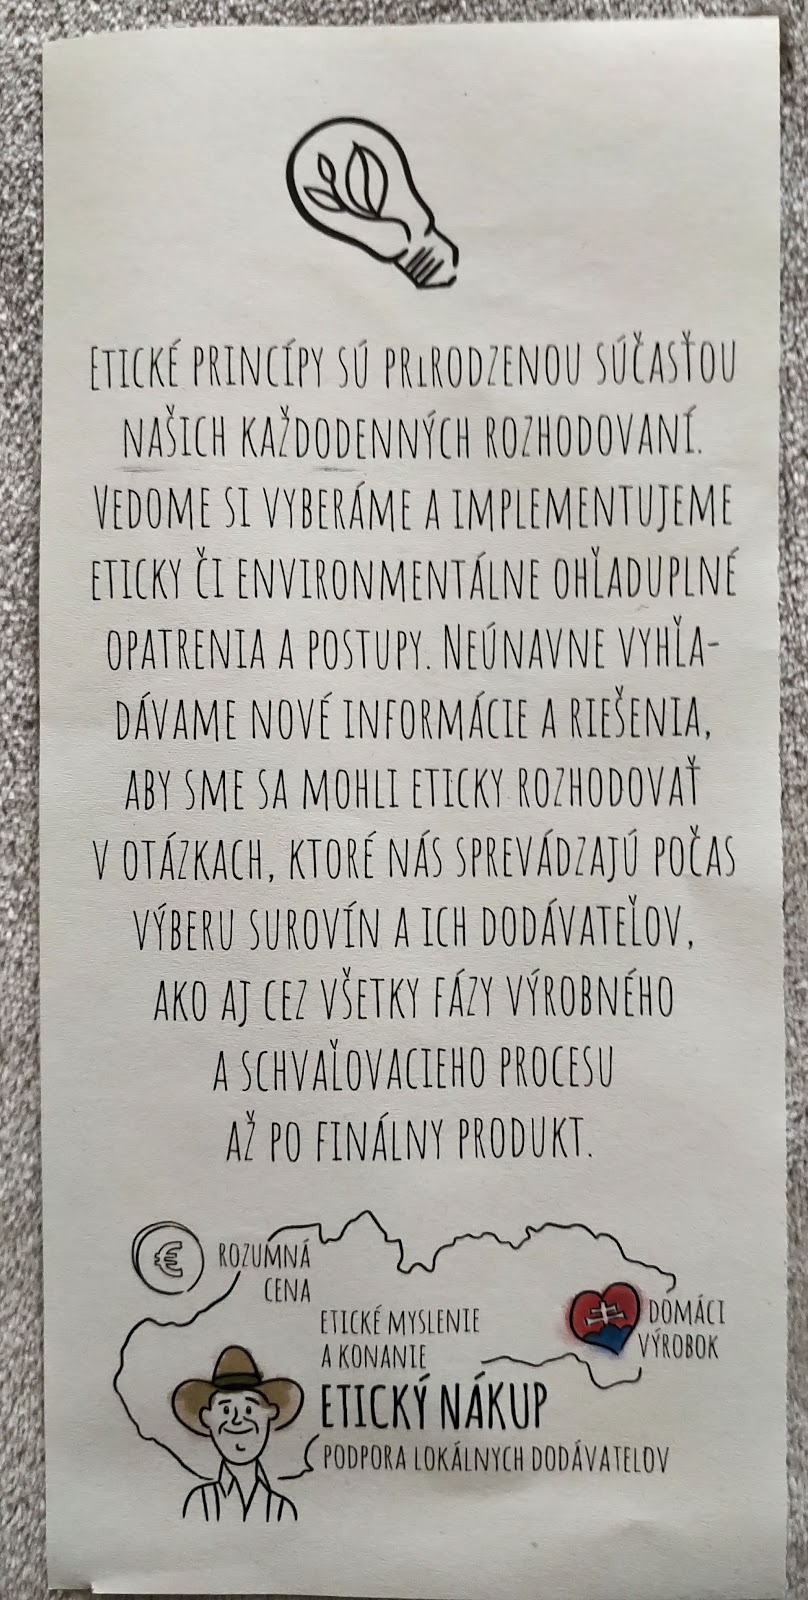 ETICKÉ PRINCÍPY SÚ PRIRODZENOU SÚČASŤOU
NAŠICH KAŽDODENNÝCH ROZHODOVANÍ.
VEDOME SI VYBERÁME A IMPLEMENTUJEME
ETICKY ČI ENVIRONMENTÁLNE OHĽADUPLNÉ
OPATRENIA A POSTUPY. NEÚNAVNE VYHĽA-
DÁVAME NOVÉ INFORMÁCIE A RIEŠENIA,
ABY SME SA MOHLI ETICKY ROZHODOVAŤ
V OTÁZKACH, KTORÉ NÁS SPREVÁDZAJÚ POČAS
VÝBERU SUROVÍN A ICH DODÁVATEĽOV,
AKO AJ CEZ VŠETKY FÁZY VÝROBNÉHO
A SCHVAĽOVACIEHO PROCESU
AŽ PO FINÁLNY PRODUKT.
€ ROZUMNÁ
CENA
ETICKÉ MYSLENIE
A KONANIE
DOMÁCI
VÝROBOK
ETICKÝ NÁKUP
PODPORA LOKÁLNYCH DODÁVATELOV